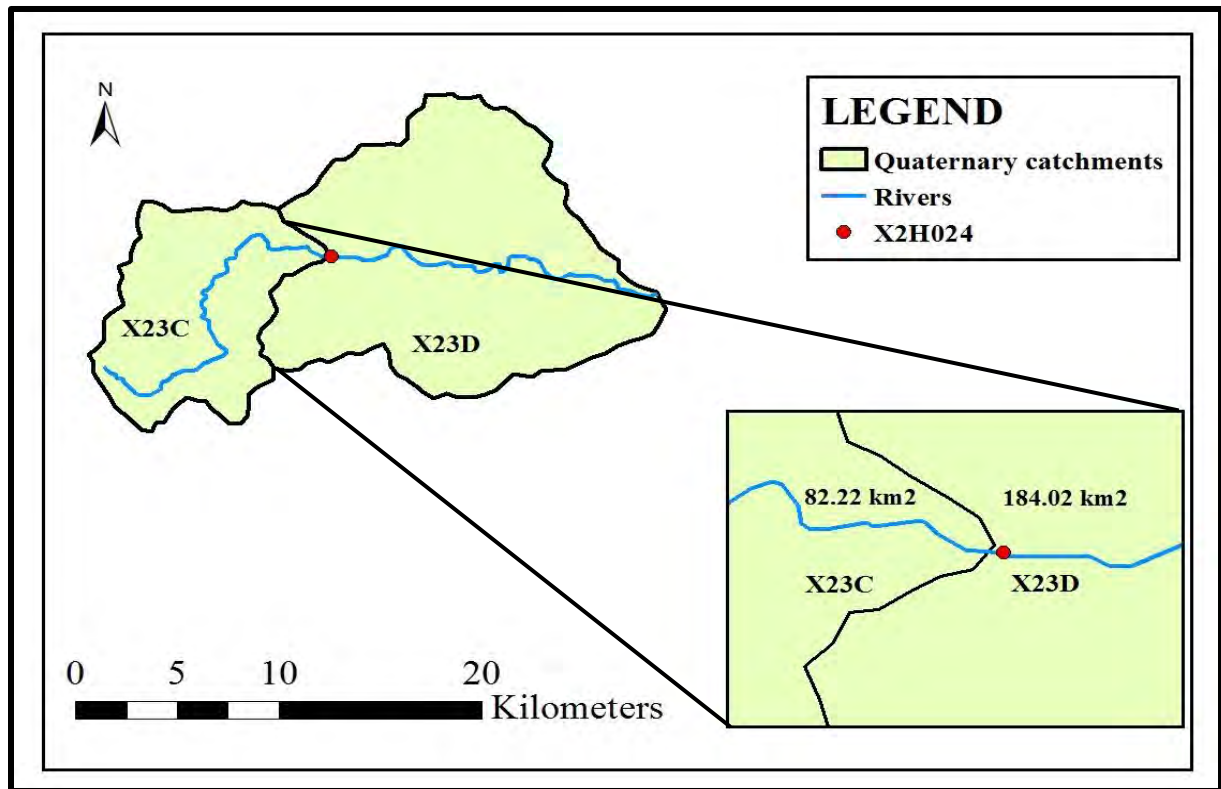 N
LEGEND
Quaternary catchments
Rivers
X2H024
X23C
X23D
82.22 km2
184.02 km2
X23C
X23D
0 5 10 20
Kilometers